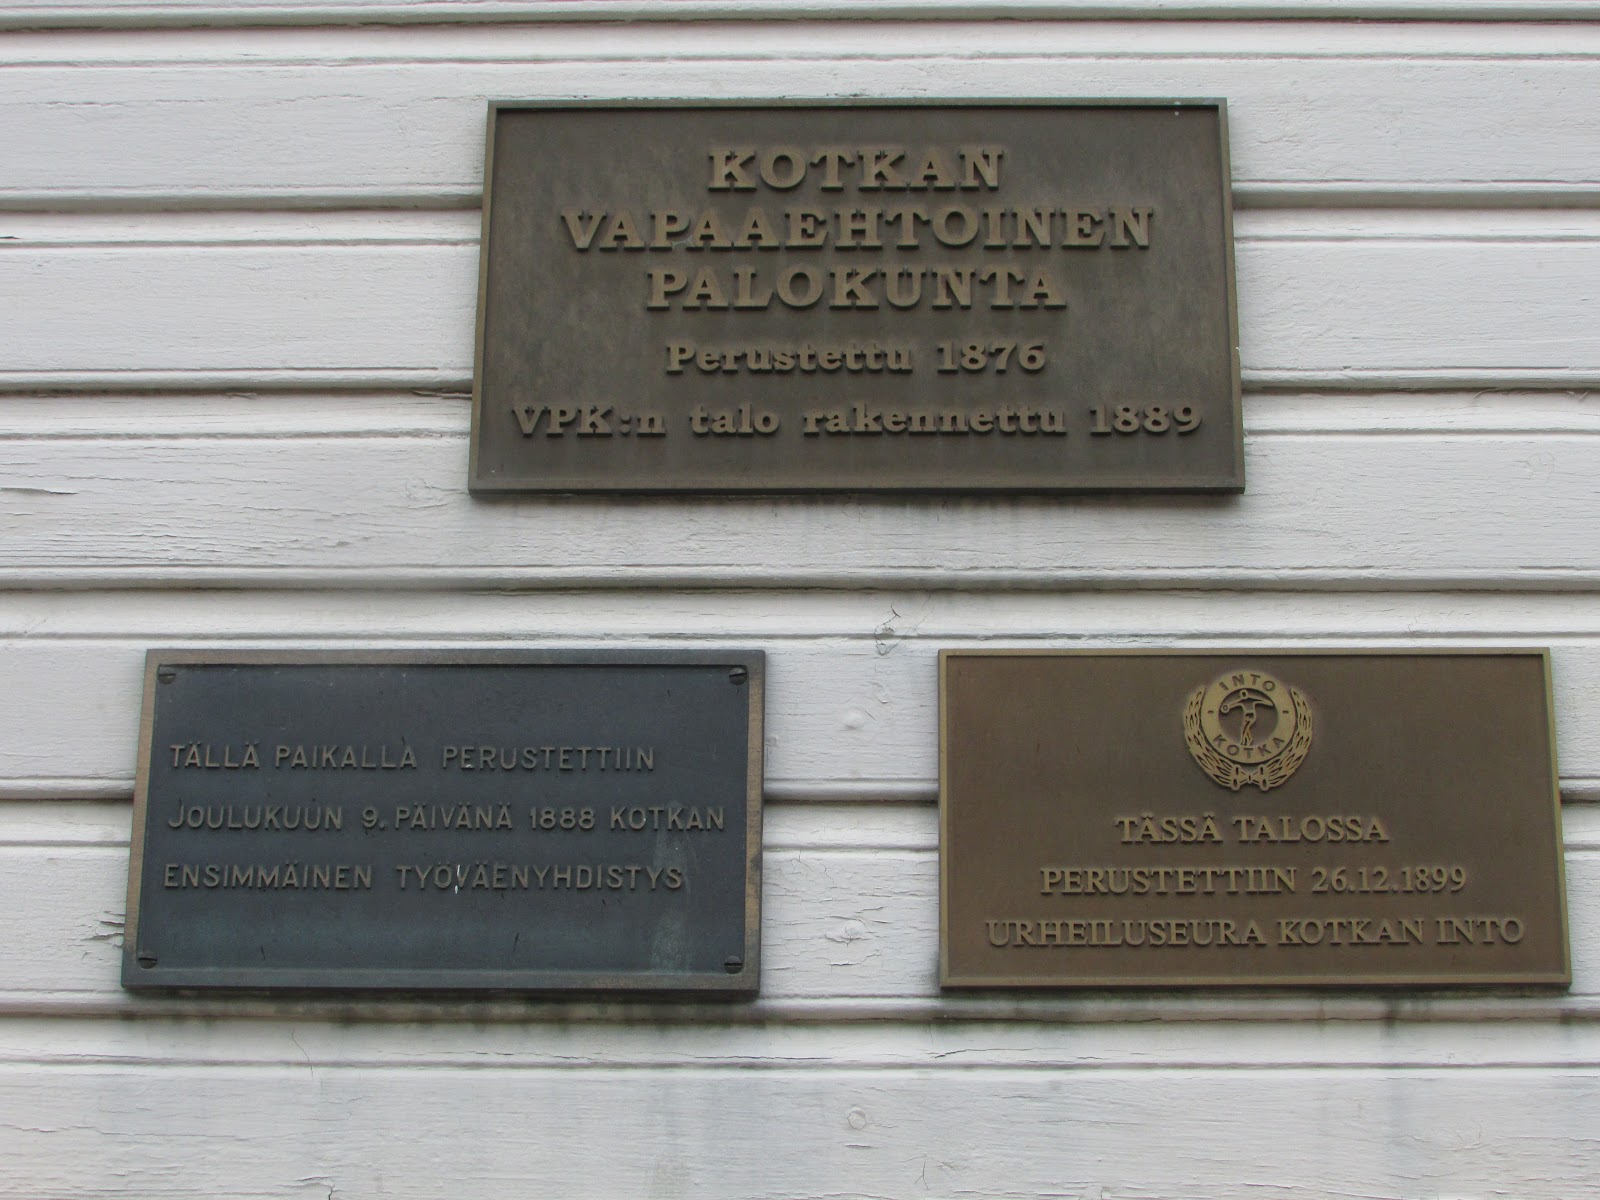 KOTKAN
VAPAAEHTOINEN
PALOKUNTA
Perustettu 1876
VPK:n talo rakennettu 1889
TÄLLÄ PAIKALLA PERUSTETTIIN
JOULUKUUN 9. PÄIVÄNÄ 1888 KOTKAN
ENSIMMÄINEN TYÖVÄENYHDISTYS
INTO
KOTKA
TÄSSÄ TALOSSA
PERUSTETTIIN 26.12.1899
URHEILUSEURA KOTKAN INTO